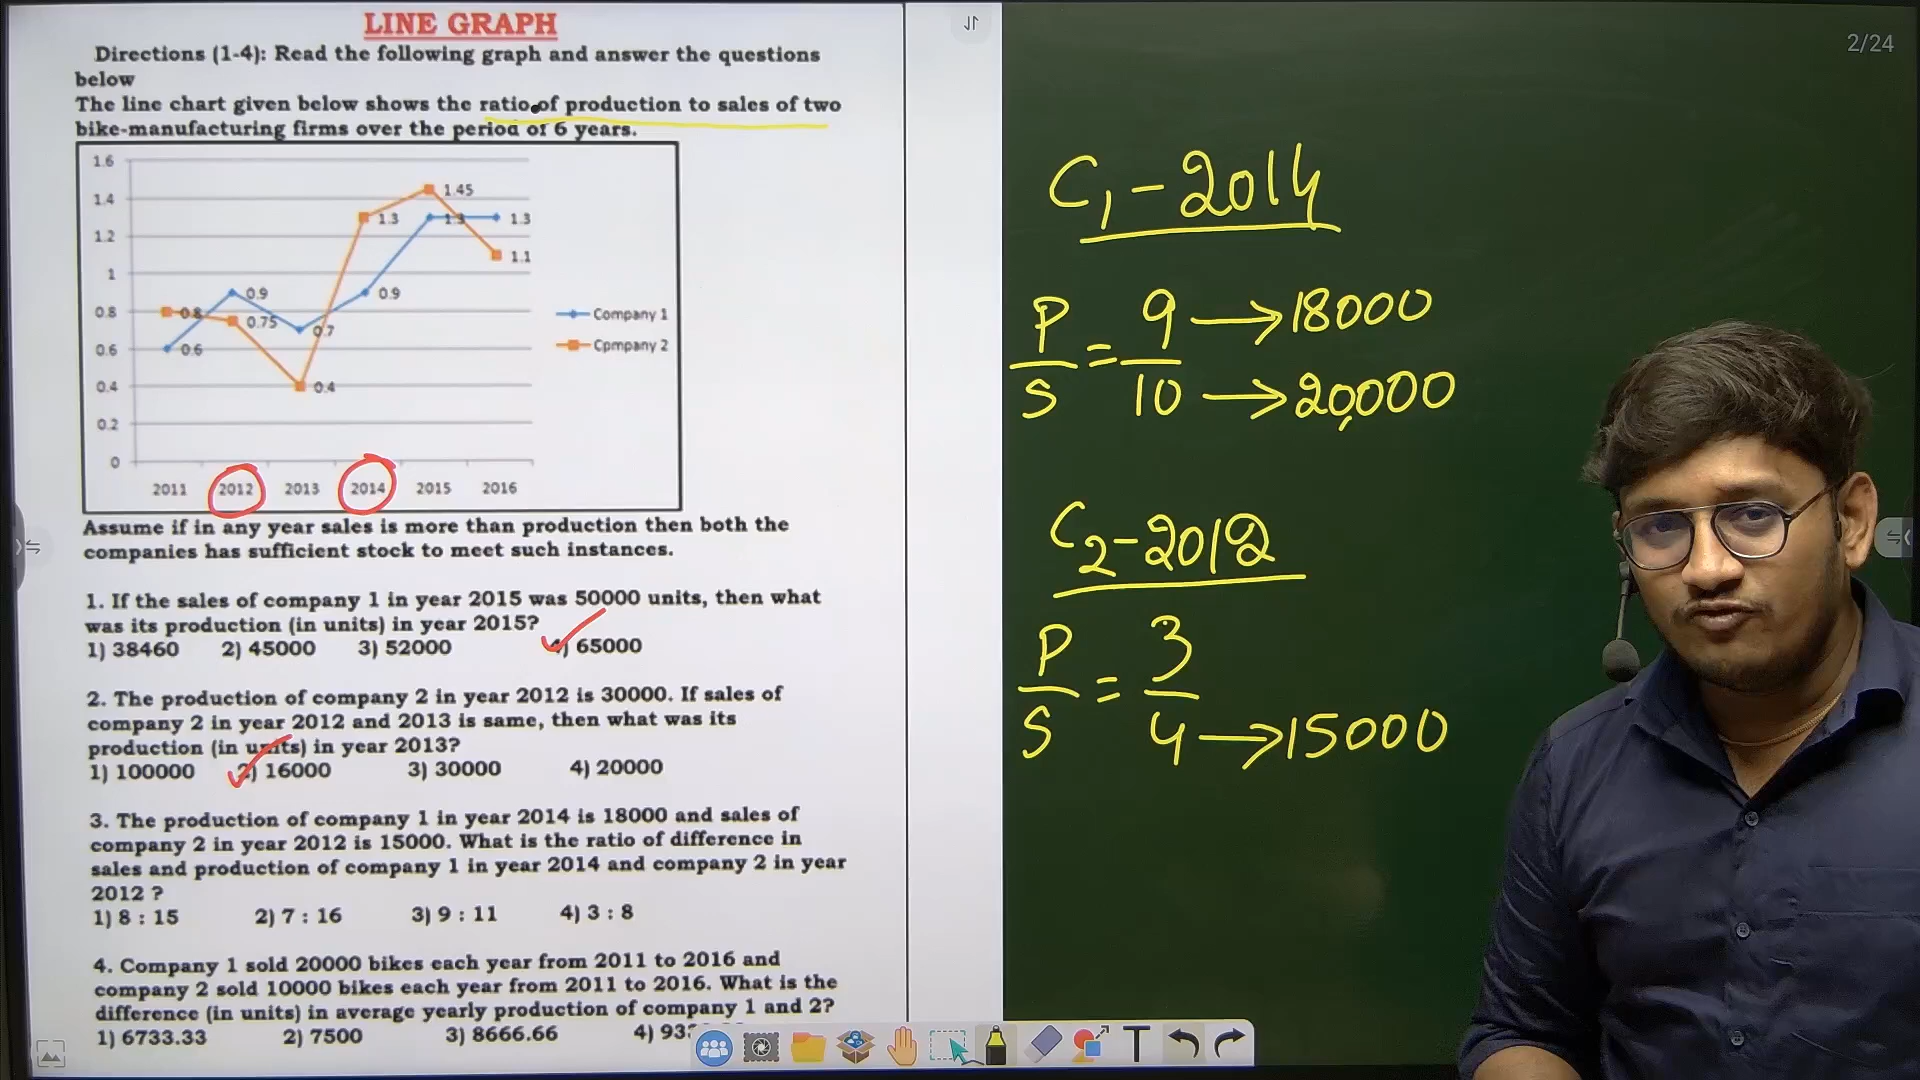 LINE GRAPH
Directions (1-4): Read the following graph and answer the questions
below
The line chart given below shows the ratio of production to sales of two
bike-manufacturing firms over the period of 6 years.
1.6
1.4
1.2
1
0.8
0.6
0.4
0.2
0
0.8
0.6
0.9
0.75
0.7
0.4
1.3
0.9
1.45
1.3
1.3
1.1
2011 2012 2013 2014 2015 2016
Company 1
Cpmpany 2
Assume if in any year sales is more than production then both the
companies has sufficient stock to meet such instances.
1. If the sales of company 1 in year 2015 was 50000 units, then what
was its production (in units) in year 2015?
1) 38460 2) 45000 3) 52000 4) 65000
2. The production of company 2 in year 2012 is 30000. If sales of
company 2 in year 2012 and 2013 is same, then what was its
production (in units) in year 2013?
1) 100000 2) 16000 3) 30000 4) 20000
3. The production of company 1 in year 2014 is 18000 and sales of
company 2 in year 2012 is 15000. What is the ratio of difference in
sales and production of company 1 in year 2014 and company 2 in year
2012 ?
1) 8 : 15 2) 7 : 16 3) 9 : 11 4) 3 : 8
4. Company 1 sold 20000 bikes each year from 2011 to 2016 and
company 2 sold 10000 bikes each year from 2011 to 2016. What is the
difference (in units) in average yearly production of company 1 and 2?
1) 6733.33 2) 7500 3) 8666.66 4) 93
2/24
C1 - 2014
P/S = 9/10
→ 18000
→ 20,000
C2 - 2012
P/S = 3/4
→ 15000
T